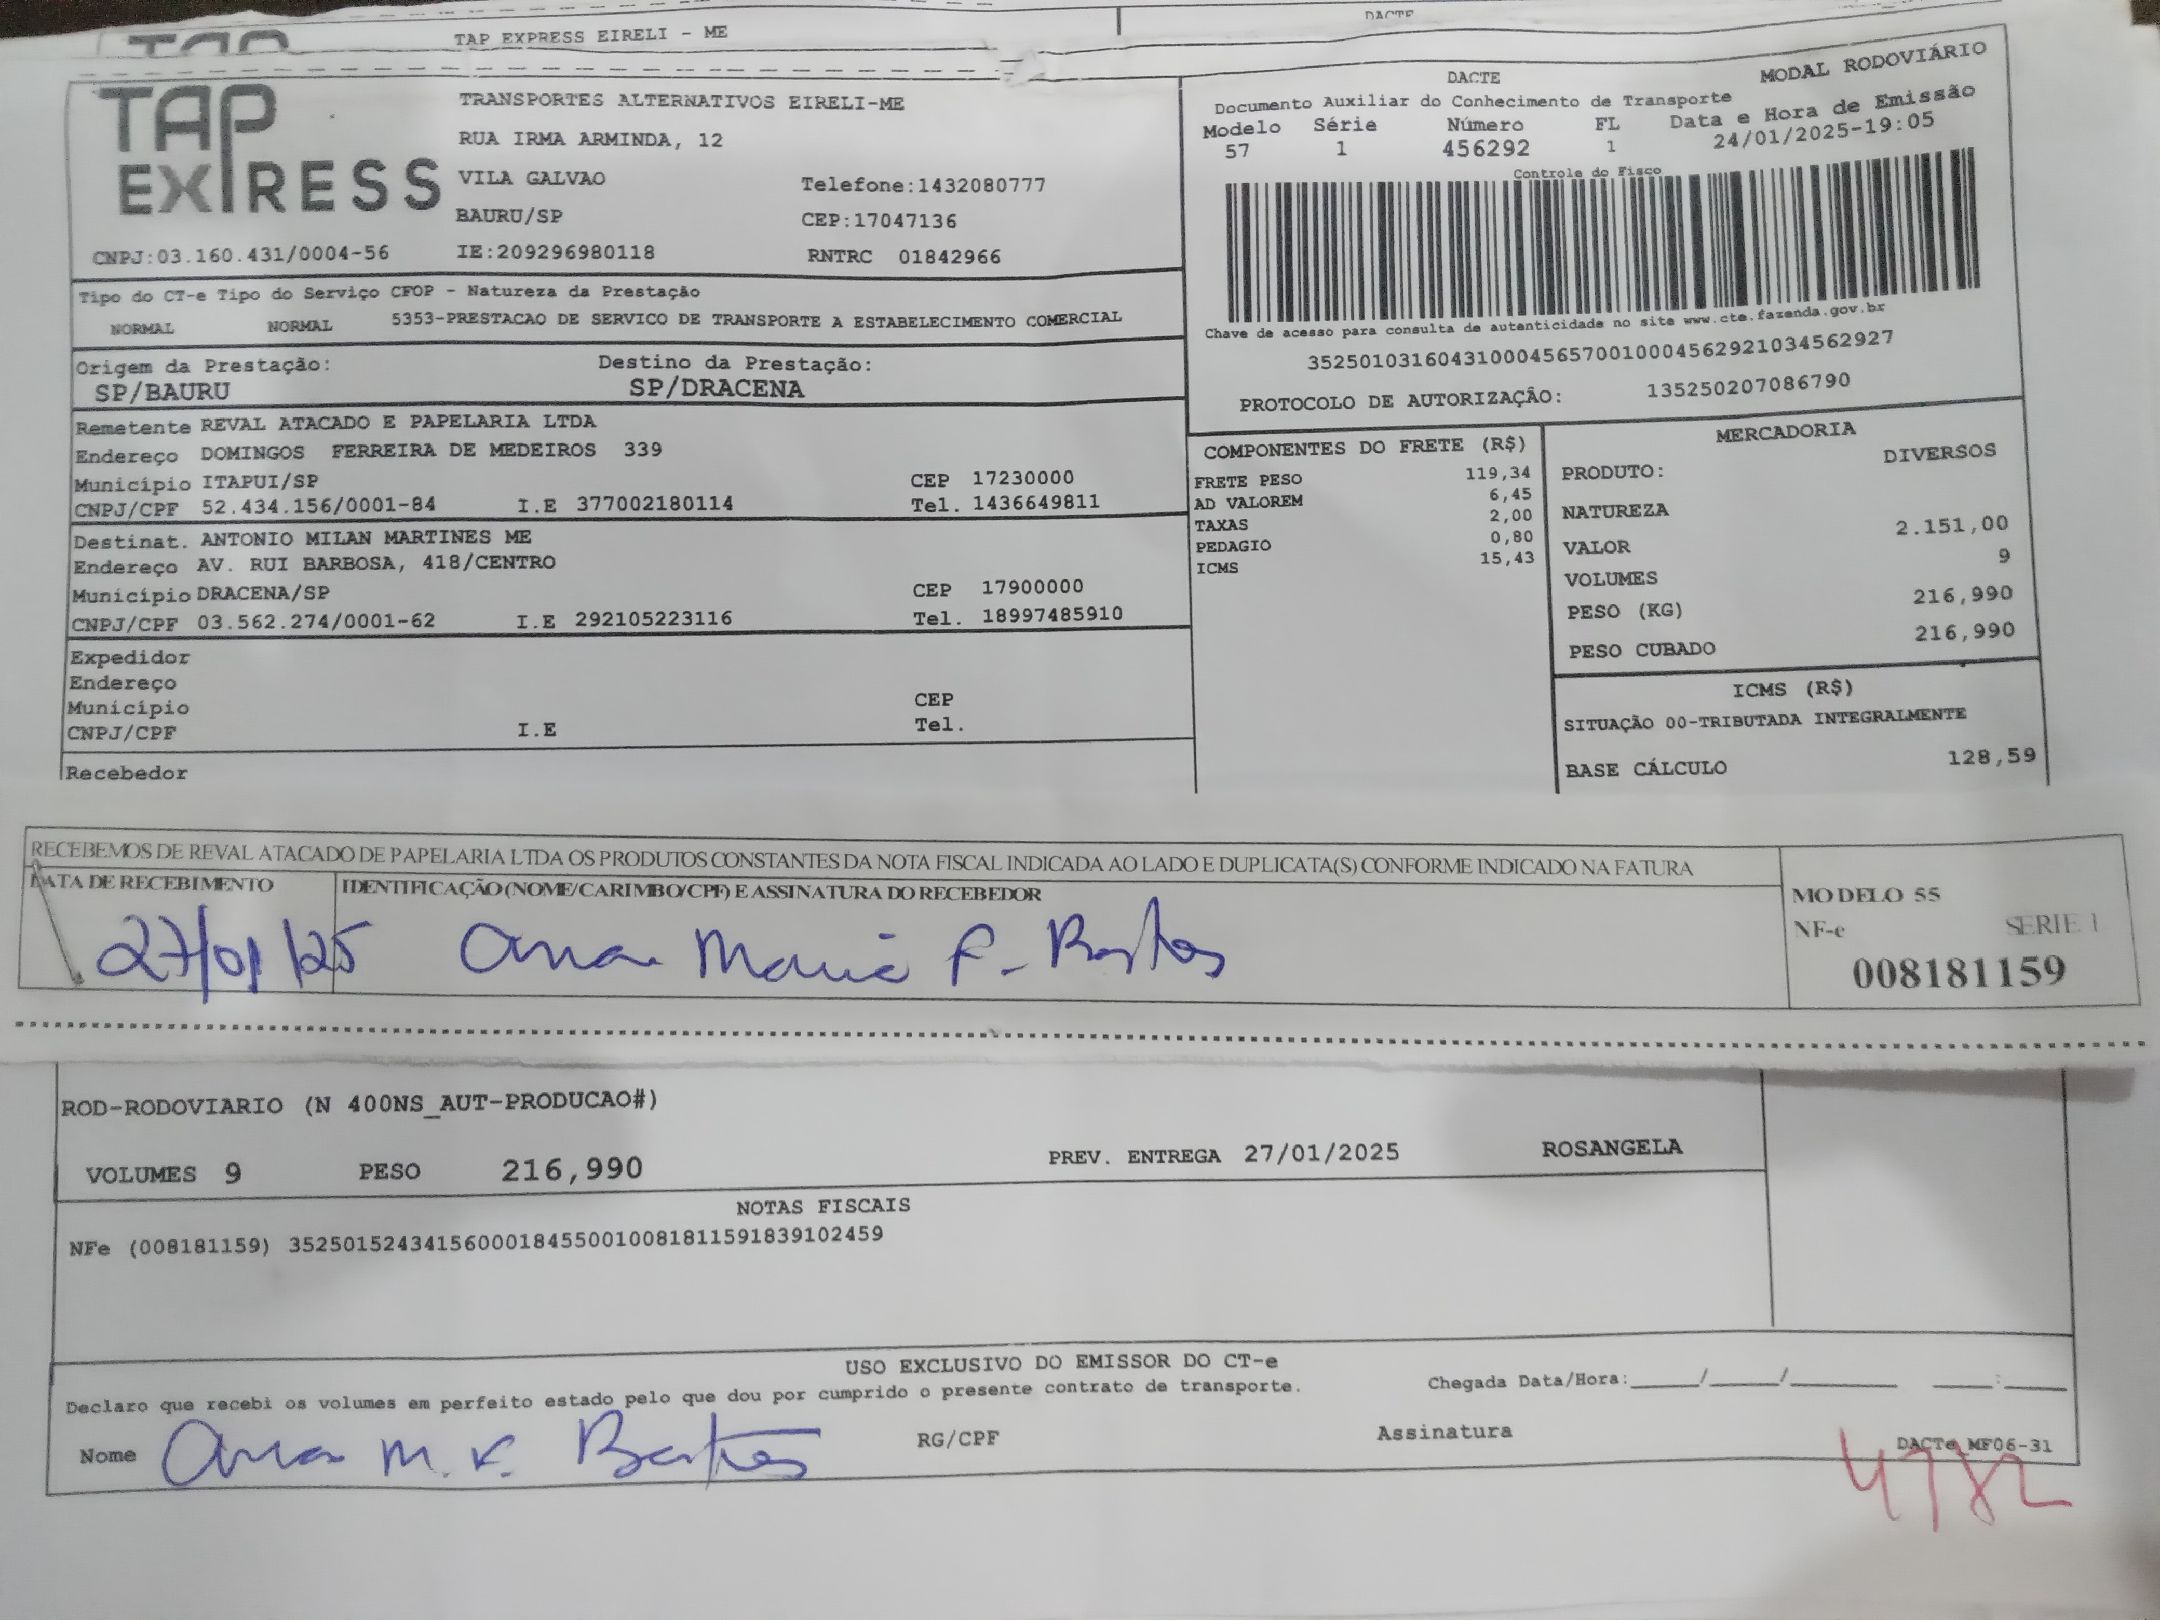 TAP EXPRESS EIRELI - ME
DACTE
TAP EXPRESS
TRANSPORTES ALTERNATIVOS EIRELI-ME
RUA IRMA ARMINDA, 12
VILA GALVAO
Telefone:1432080777
BAURU/SP
CEP:17047136
CNPJ:03.160.431/0004-56
IE:209296980118
RNTRC 01842966
DACTE
MODAL RODOVIÁRIO
Documento Auxiliar do Conhecimento de Transporte
Modelo Série Número FL Data e Hora de Emissão
57 1 456292 1 24/01/2025-19:05
Controle do Fisco
Chave de acesso para consulta de autenticidade no site www.cte.fazenda.gov.br
35250103160431000456570010004562921034562927
PROTOCOLO DE AUTORIZAÇÃO: 135250207086790
Tipo do CT-e Tipo do Serviço CFOP - Natureza da Prestação
NORMAL NORMAL 5353-PRESTACAO DE SERVICO DE TRANSPORTE A ESTABELECIMENTO COMERCIAL
Origem da Prestação: Destino da Prestação:
SP/BAURU SP/DRACENA
Remetente REVAL ATACADO E PAPELARIA LTDA
Endereço DOMINGOS FERREIRA DE MEDEIROS 339
Município ITAPUI/SP CEP 17230000
CNPJ/CPF 52.434.156/0001-84 I.E 377002180114 Tel. 1436649811
Destinat. ANTONIO MILAN MARTINES ME
Endereço AV. RUI BARBOSA, 418/CENTRO
Município DRACENA/SP CEP 17900000
CNPJ/CPF 03.562.274/0001-62 I.E 292105223116 Tel. 18997485910
Expedidor
Endereço
Município CEP
CNPJ/CPF I.E Tel.
Recebedor
COMPONENTES DO FRETE (R$)
FRETE PESO 119,34
AD VALOREM 6,45
TAXAS 2,00
PEDAGIO 0,80
ICMS 15,43
MERCADORIA
PRODUTO: DIVERSOS
NATUREZA
VALOR 2.151,00
VOLUMES 9
PESO (KG) 216,990
PESO CUBADO 216,990
ICMS (R$)
SITUAÇÃO 00-TRIBUTADA INTEGRALMENTE
BASE CÁLCULO 128,59
RECEBEMOS DE REVAL ATACADO DE PAPELARIA LTDA OS PRODUTOS CONSTANTES DA NOTA FISCAL INDICADA AO LADO E DUPLICATA(S) CONFORME INDICADO NA FATURA
DATA DE RECEBIMENTO IDENTIFICAÇÃO (NOME/CARIMBO/CPF) E ASSINATURA DO RECEBEDOR
27/01/25 Ana Maria F. Bastos
MODELO 55
NF-e SERIE 1
008181159
ROD-RODOVIARIO (N 400NS_AUT-PRODUCAO#)
VOLUMES 9 PESO 216,990 PREV. ENTREGA 27/01/2025 ROSANGELA
NOTAS FISCAIS
NFe (008181159) 35250152434156000184550010081811591839102459
USO EXCLUSIVO DO EMISSOR DO CT-e
Declaro que recebi os volumes em perfeito estado pelo que dou por cumprido o presente contrato de transporte. Chegada Data/Hora:____/____/______ ___:___
Nome Ana M. F. Bastos RG/CPF Assinatura
DACTe_MF06-31
4782